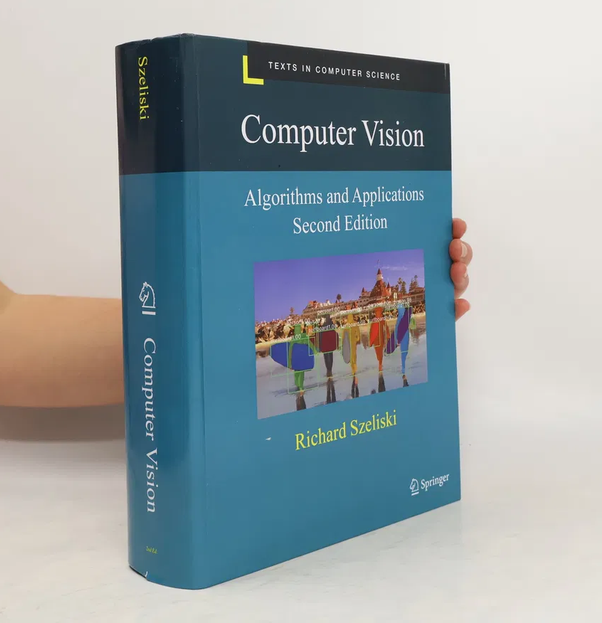 Szeliski
Computer Vision
TEXTS IN COMPUTER SCIENCE
Computer Vision
Algorithms and Applications
Second Edition
Richard Szeliski
Springer